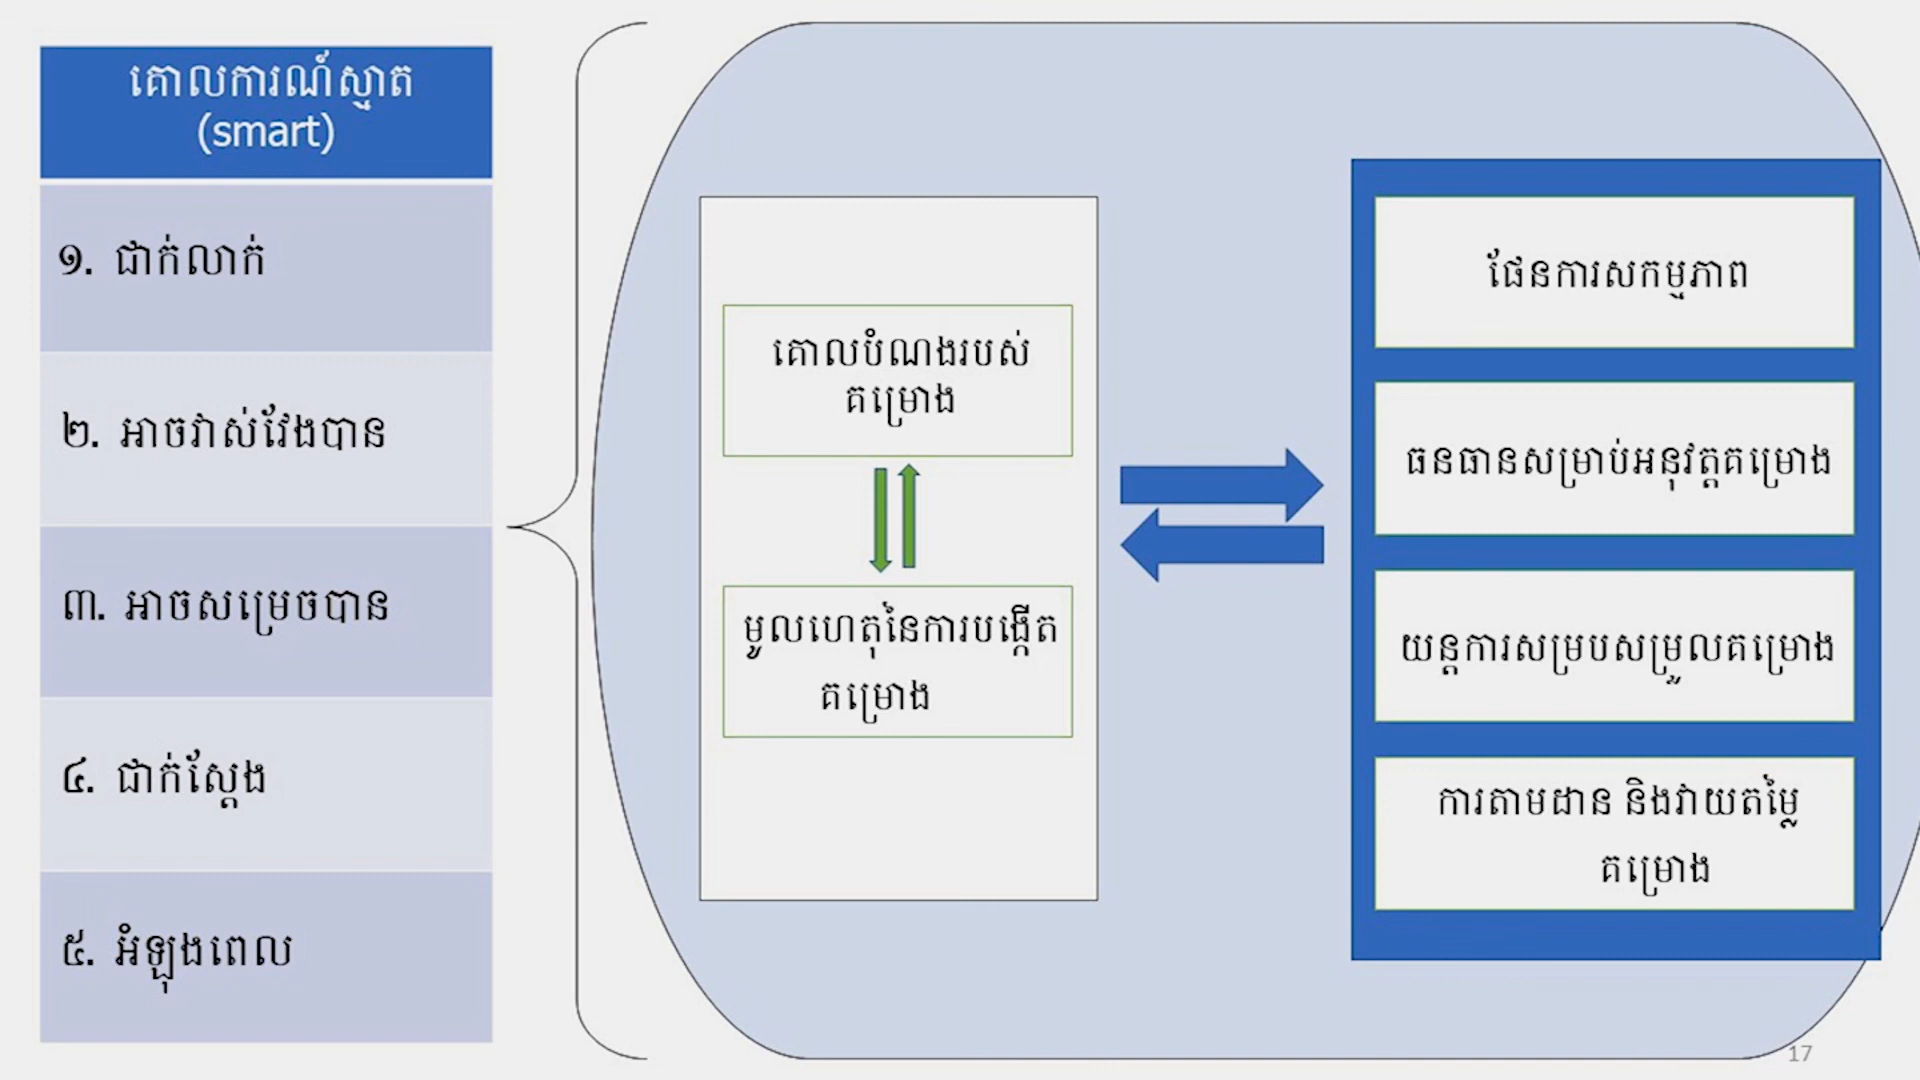 គោលការណ៍ស្មាត
(smart)
១. ជាក់លាក់
២. អាចវាស់វែងបាន
៣. អាចសម្រេចបាន
៤. ជាក់ស្តែង
៥. អំឡុងពេល
គោលបំណងរបស់
គម្រោង
មូលហេតុនៃការបង្កើត
គម្រោង
ផែនការសកម្មភាព
ធនធានសម្រាប់អនុវត្តគម្រោង
យន្តការសម្របសម្រួលគម្រោង
ការតាមដាន និងវាយតម្លៃ
គម្រោង
17